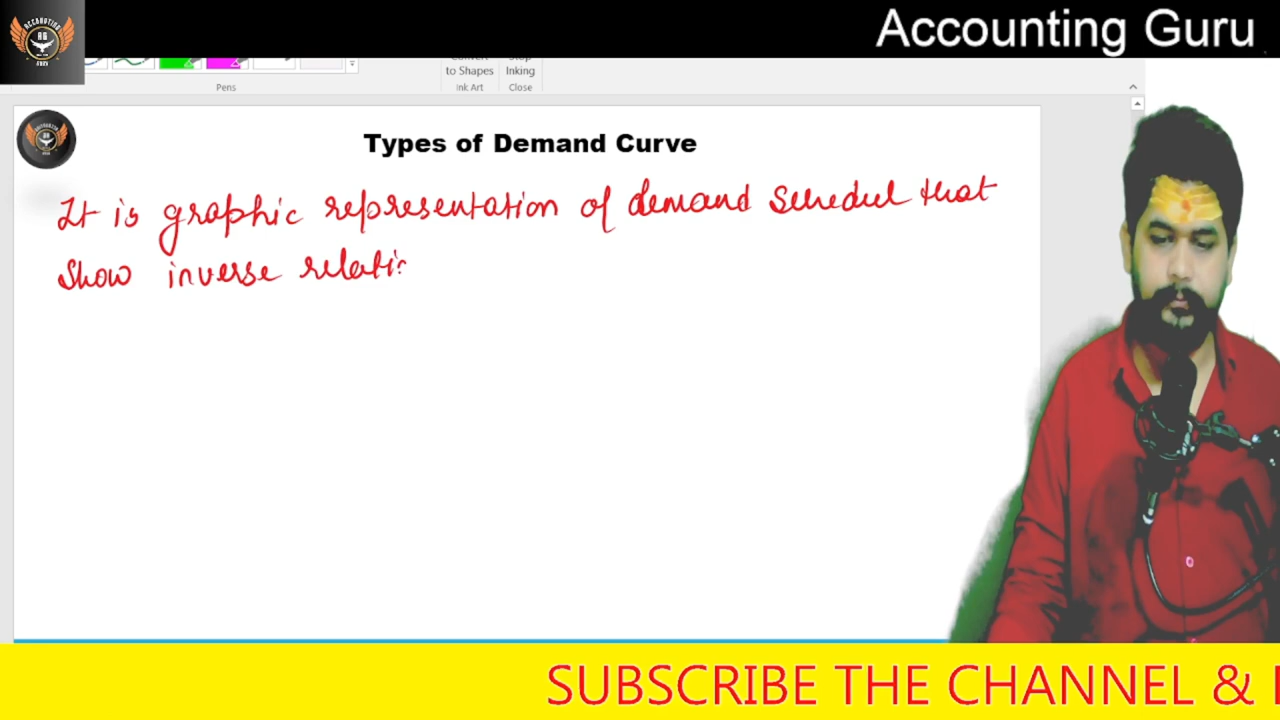 Accounting Guru
to Shapes
Inking
Pens
Ink Art
Close
Types of Demand Curve
It is graphic representation of demand schedul that
show inverse relati
SUBSCRIBE THE CHANNEL &